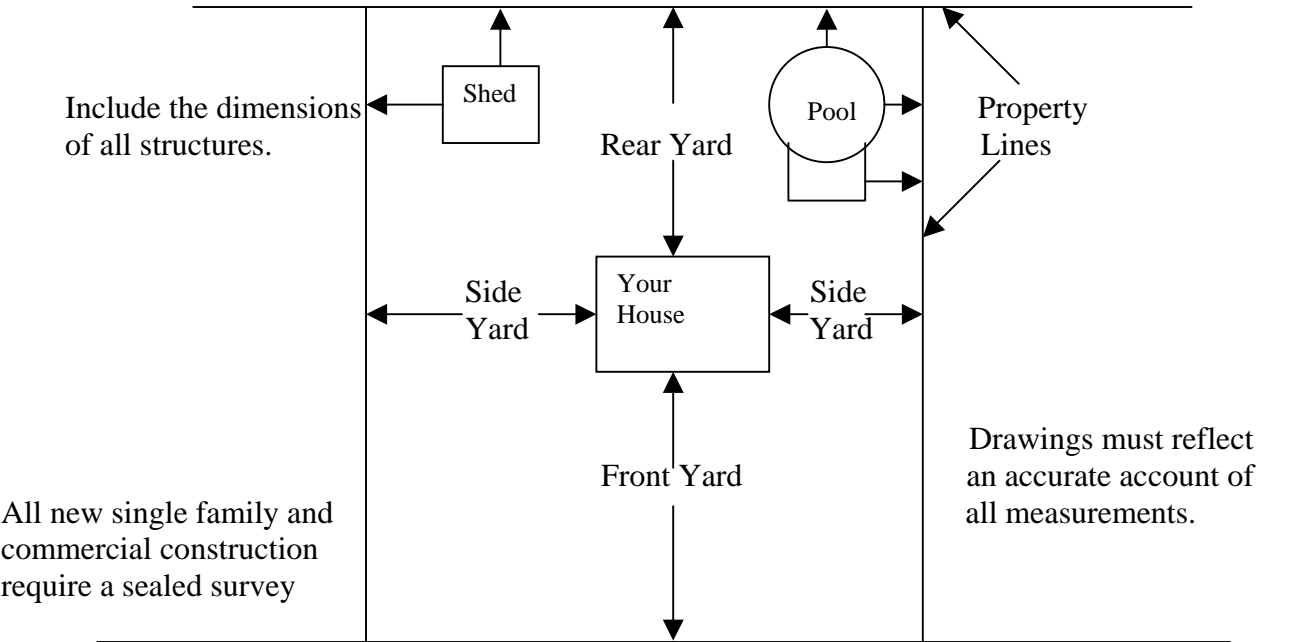 Include the dimensions
of all structures.
Shed
Rear Yard
Pool
Property
Lines
Side
Yard
Your
House
Side
Yard
Front Yard
All new single family and
commercial construction
require a sealed survey
Drawings must reflect
an accurate account of
all measurements.